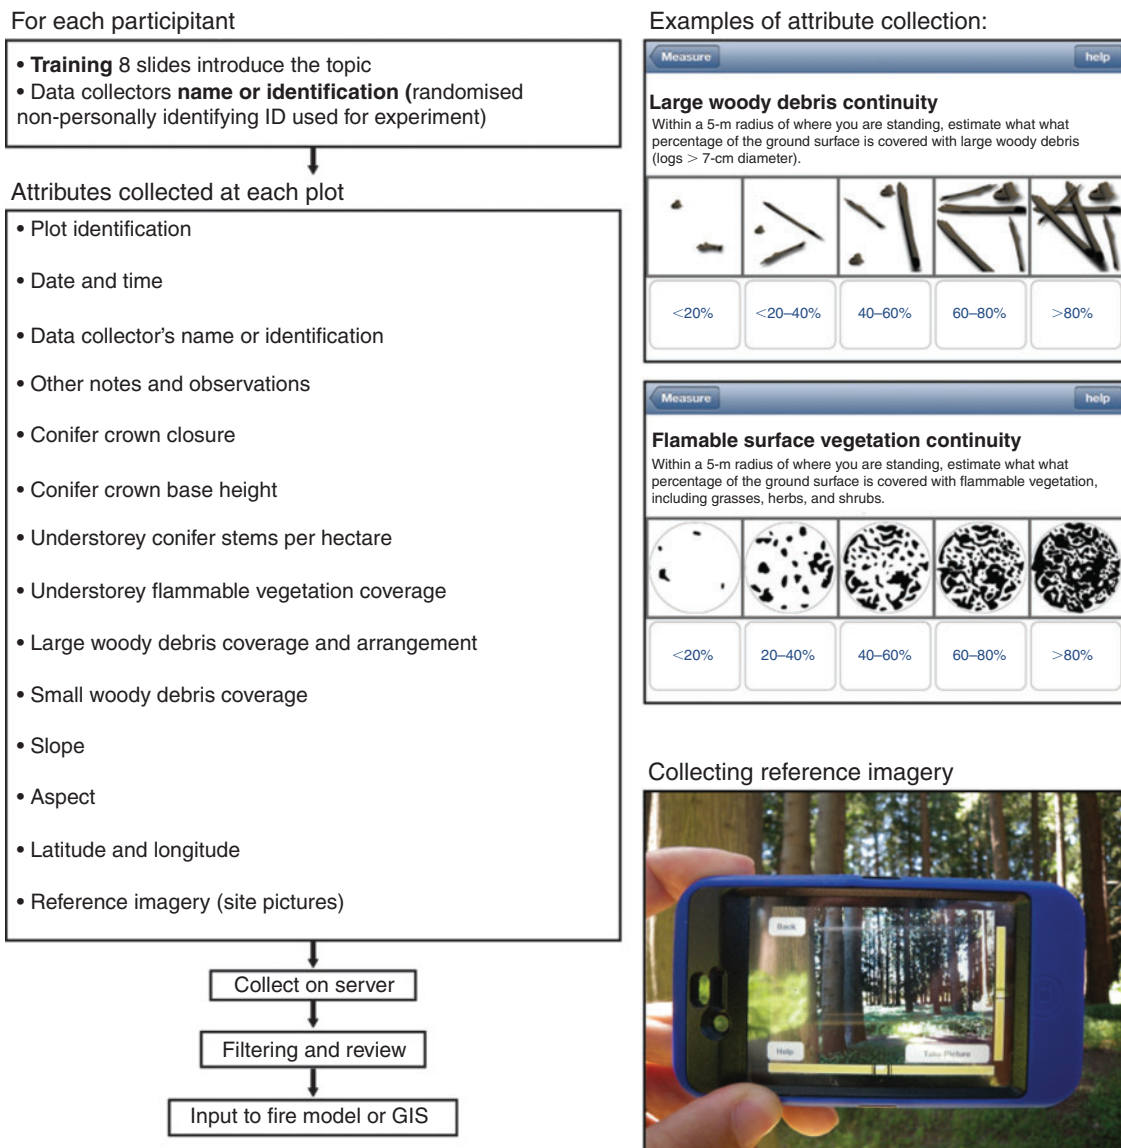 For each participitant
• Training 8 slides introduce the topic
• Data collectors name or identification (randomised
non-personally identifying ID used for experiment)
Attributes collected at each plot
• Plot identification
• Date and time
• Data collector's name or identification
• Other notes and observations
• Conifer crown closure
• Conifer crown base height
• Understorey conifer stems per hectare
• Understorey flammable vegetation coverage
• Large woody debris coverage and arrangement
• Small woody debris coverage
• Slope
• Aspect
• Latitude and longitude
• Reference imagery (site pictures)
Collect on server
Filtering and review
Input to fire model or GIS
Examples of attribute collection:
Measure
help
Large woody debris continuity
Within a 5-m radius of where you are standing, estimate what what
percentage of the ground surface is covered with large woody debris
(logs > 7-cm diameter).
<20%
<20–40%
40–60%
60–80%
>80%
Measure
help
Flamable surface vegetation continuity
Within a 5-m radius of where you are standing, estimate what what
percentage of the ground surface is covered with flammable vegetation,
including grasses, herbs, and shrubs.
<20%
20–40%
40–60%
60–80%
>80%
Collecting reference imagery
Back
Help
Take Picture